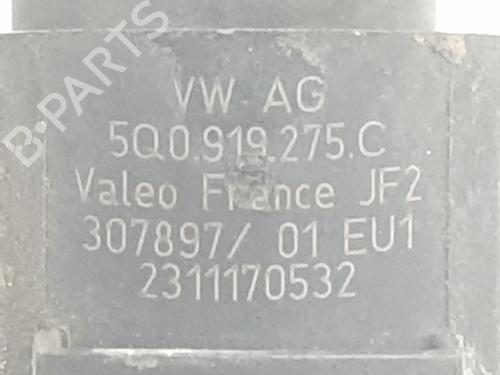 B-PARTS
VW AG
5Q0.919.275.C
Valeo France JF2
307897/ 01 EU1
2311170532